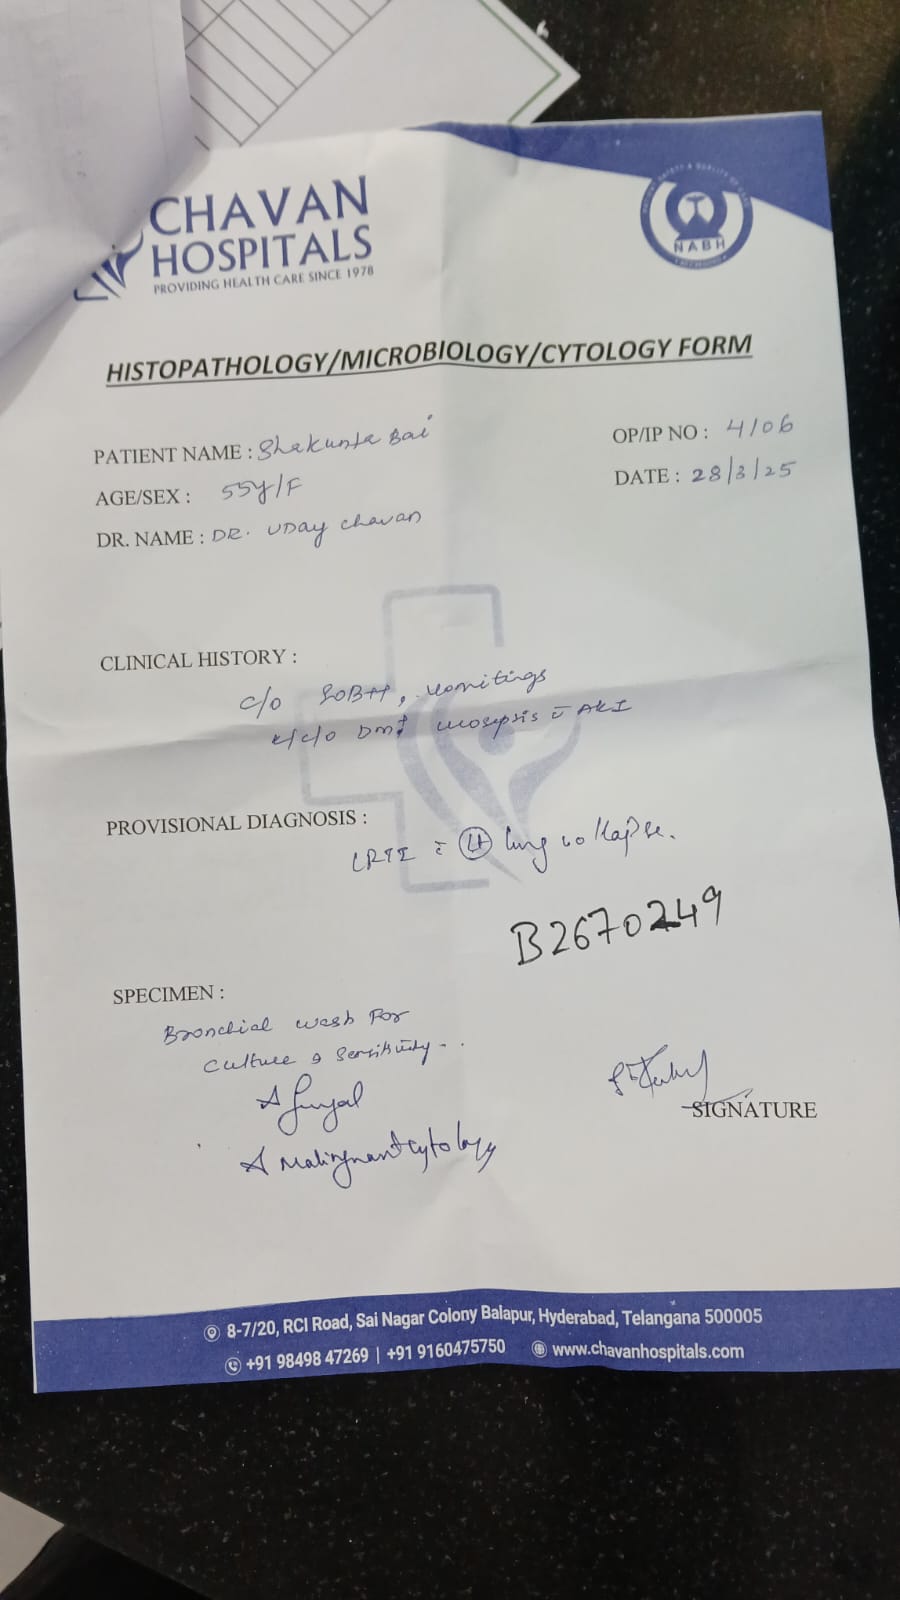 CHAVAN
HOSPITALS
PROVIDING HEALTH CARE SINCE 1978
NABH
HISTOPATHOLOGY/MICROBIOLOGY/CYTOLOGY FORM
PATIENT NAME : Shakunta Bai
OP/IP NO : 4106
AGE/SEX : 55y/F
DATE : 28/3/25
DR. NAME : DR. UDay chavan
CLINICAL HISTORY :
c/o SOB++, vomitings
k/c/o Dm urosepsis c̄ AKI
PROVISIONAL DIAGNOSIS :
LRTI c̄ Lt lung collapse.
B2670249
SPECIMEN :
Bronchial wash For
culture & sensitivity
fungal
Malingnant cytology
SIGNATURE
8-7/20, RCI Road, Sai Nagar Colony Balapur, Hyderabad, Telangana 500005
+91 98498 47269 | +91 9160475750 www.chavanhospitals.com